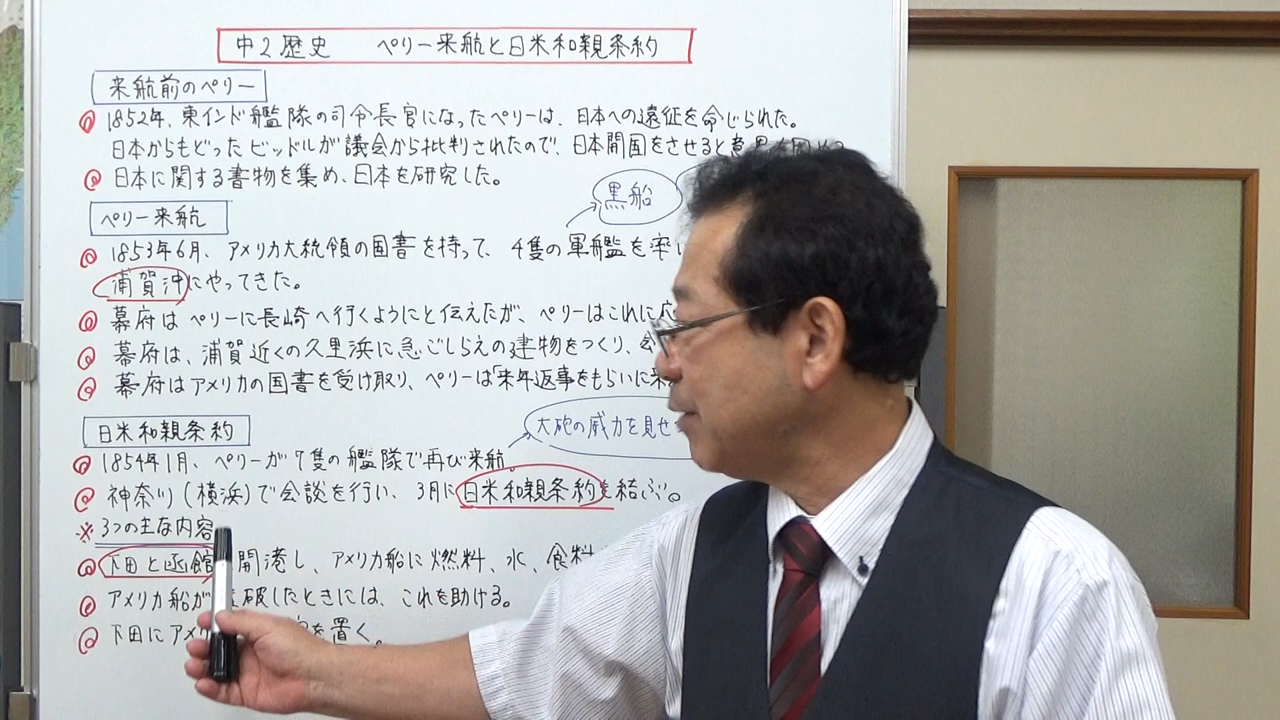 中2歴史 ペリー来航と日米和親条約
来航前のペリー
1852年、東インド艦隊の司令長官になったペリーは、日本への遠征を命じられた。
日本からもどったビッドルが議会から批判されたので、日本開国をさせると
日本に関する書物を集め、日本を研究した。
黒船
ペリー来航
1853年6月、アメリカ大統領の国書を持って、4隻の軍艦を率
浦賀沖にやってきた。
幕府はペリーに長崎へ行くようにと伝えたが、ペリーはこれに
幕府は、浦賀近くの久里浜に急ごしらえの建物をつくり、
幕府はアメリカの国書を受け取り、ペリーは「来年返事をもらいに来
大砲の威力を見せ
日米和親条約
1854年1月、ペリーが7隻の艦隊で再び来航。
神奈川(横浜)で会談を行い、3月に日米和親条約を結ぶ。
※3つの主な内容
下田と函館 開港し、アメリカ船に燃料、水、食料
アメリカ船が 破したときには、これを助ける。
下田にアメ を置く。